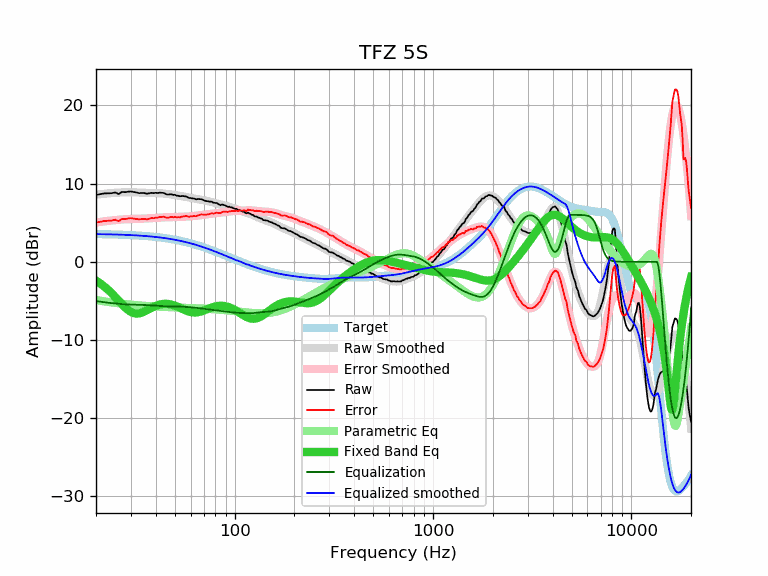 TFZ 5S
Amplitude (dBr)
20
10
0
−10
−20
−30
Target
Raw Smoothed
Error Smoothed
Raw
Error
Parametric Eq
Fixed Band Eq
Equalization
Equalized smoothed
100
1000
10000
Frequency (Hz)